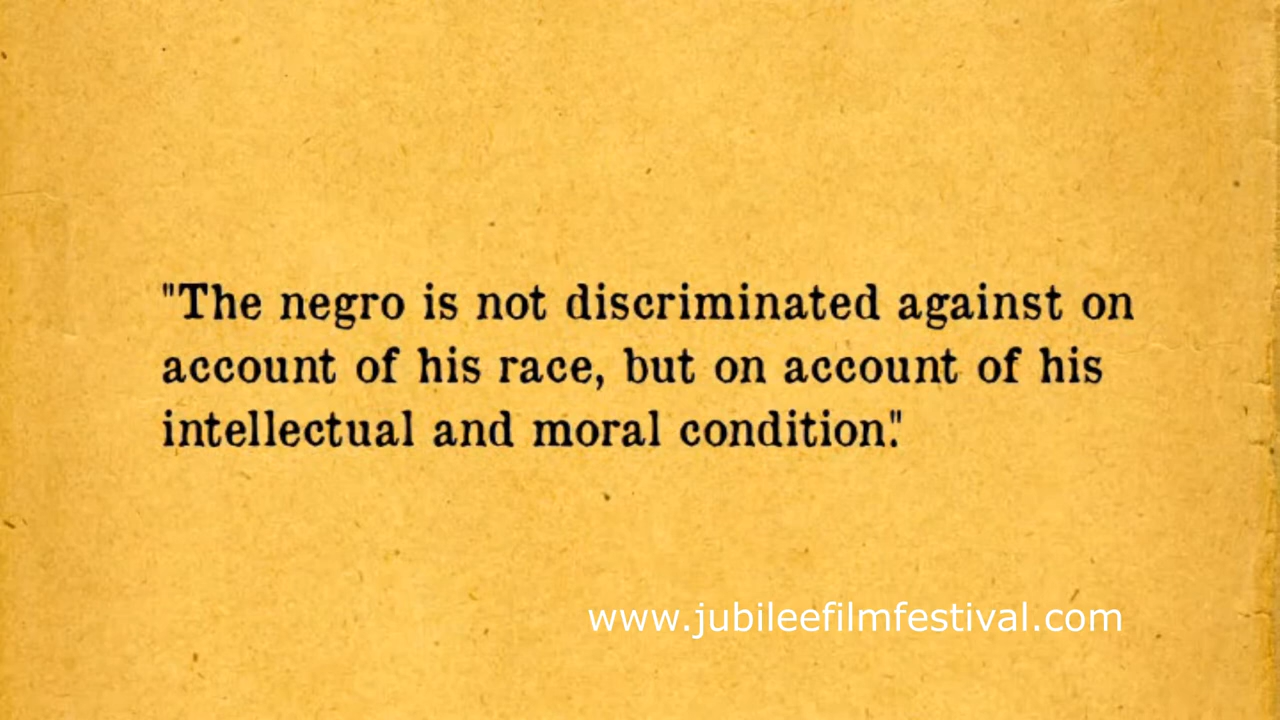 "The negro is not discriminated against on
account of his race, but on account of his
intellectual and moral condition."
www.jubileefilmfestival.com